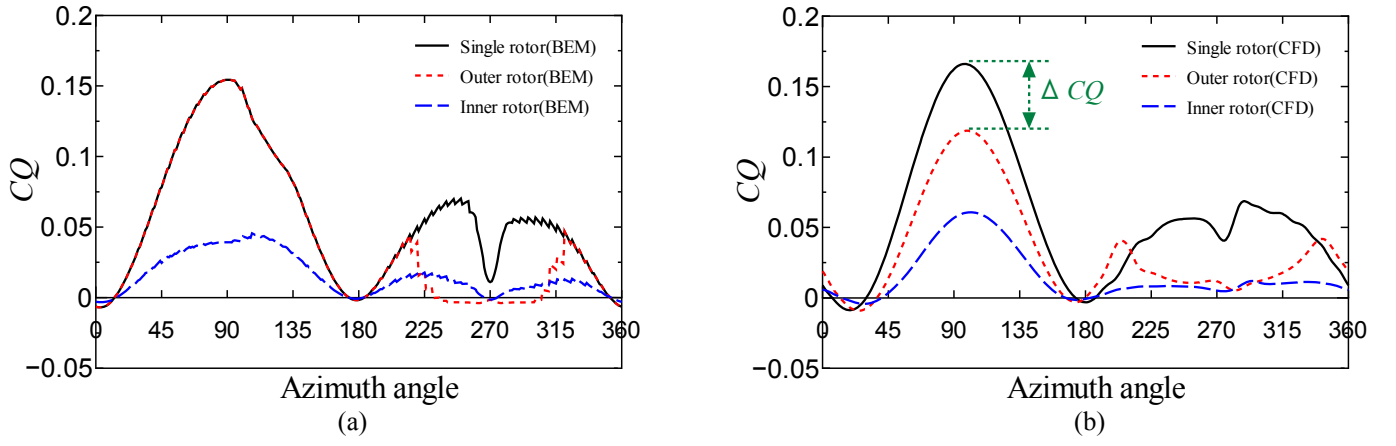 0.2
0.15
0.1
0.05
0
−0.05
CQ
Single rotor(BEM)
Outer rotor(BEM)
Inner rotor(BEM)
0 45 90 135 180 225 270 315 360
Azimuth angle
(a)
0.2
0.15
0.1
0.05
0
−0.05
CQ
Single rotor(CFD)
Outer rotor(CFD)
Inner rotor(CFD)
Δ CQ
0 45 90 135 180 225 270 315 360
Azimuth angle
(b)